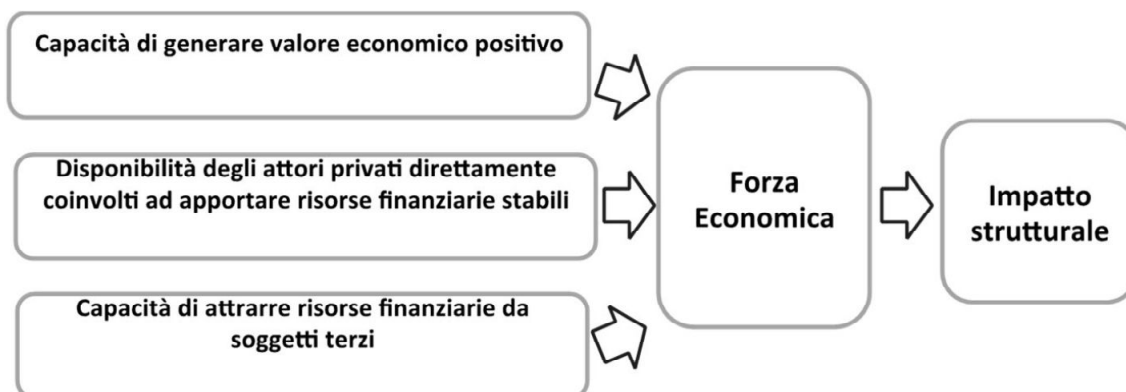 Capacità di generare valore economico positivo
Disponibilità degli attori privati direttamente
coinvolti ad apportare risorse finanziarie stabili
Capacità di attrarre risorse finanziarie da
soggetti terzi
Forza
Economica
Impatto
strutturale